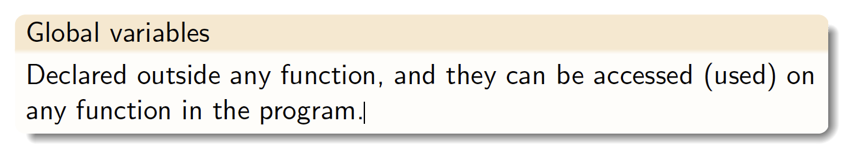 Global variables
Declared outside any function, and they can be accessed (used) on
any function in the program.